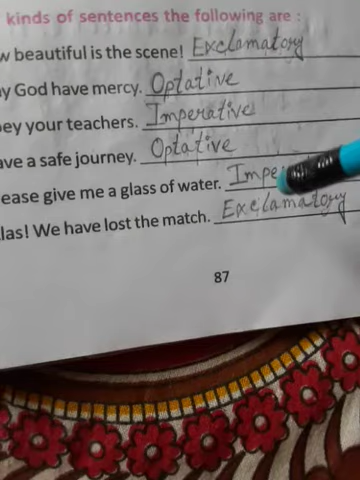 kinds of sentences the following are :
w beautiful is the scene! Exclamatory
y God have mercy. Optative
ey your teachers. Imperative
ave a safe journey. Optative
ease give me a glass of water. Impe
las! We have lost the match. Exclamatory
87